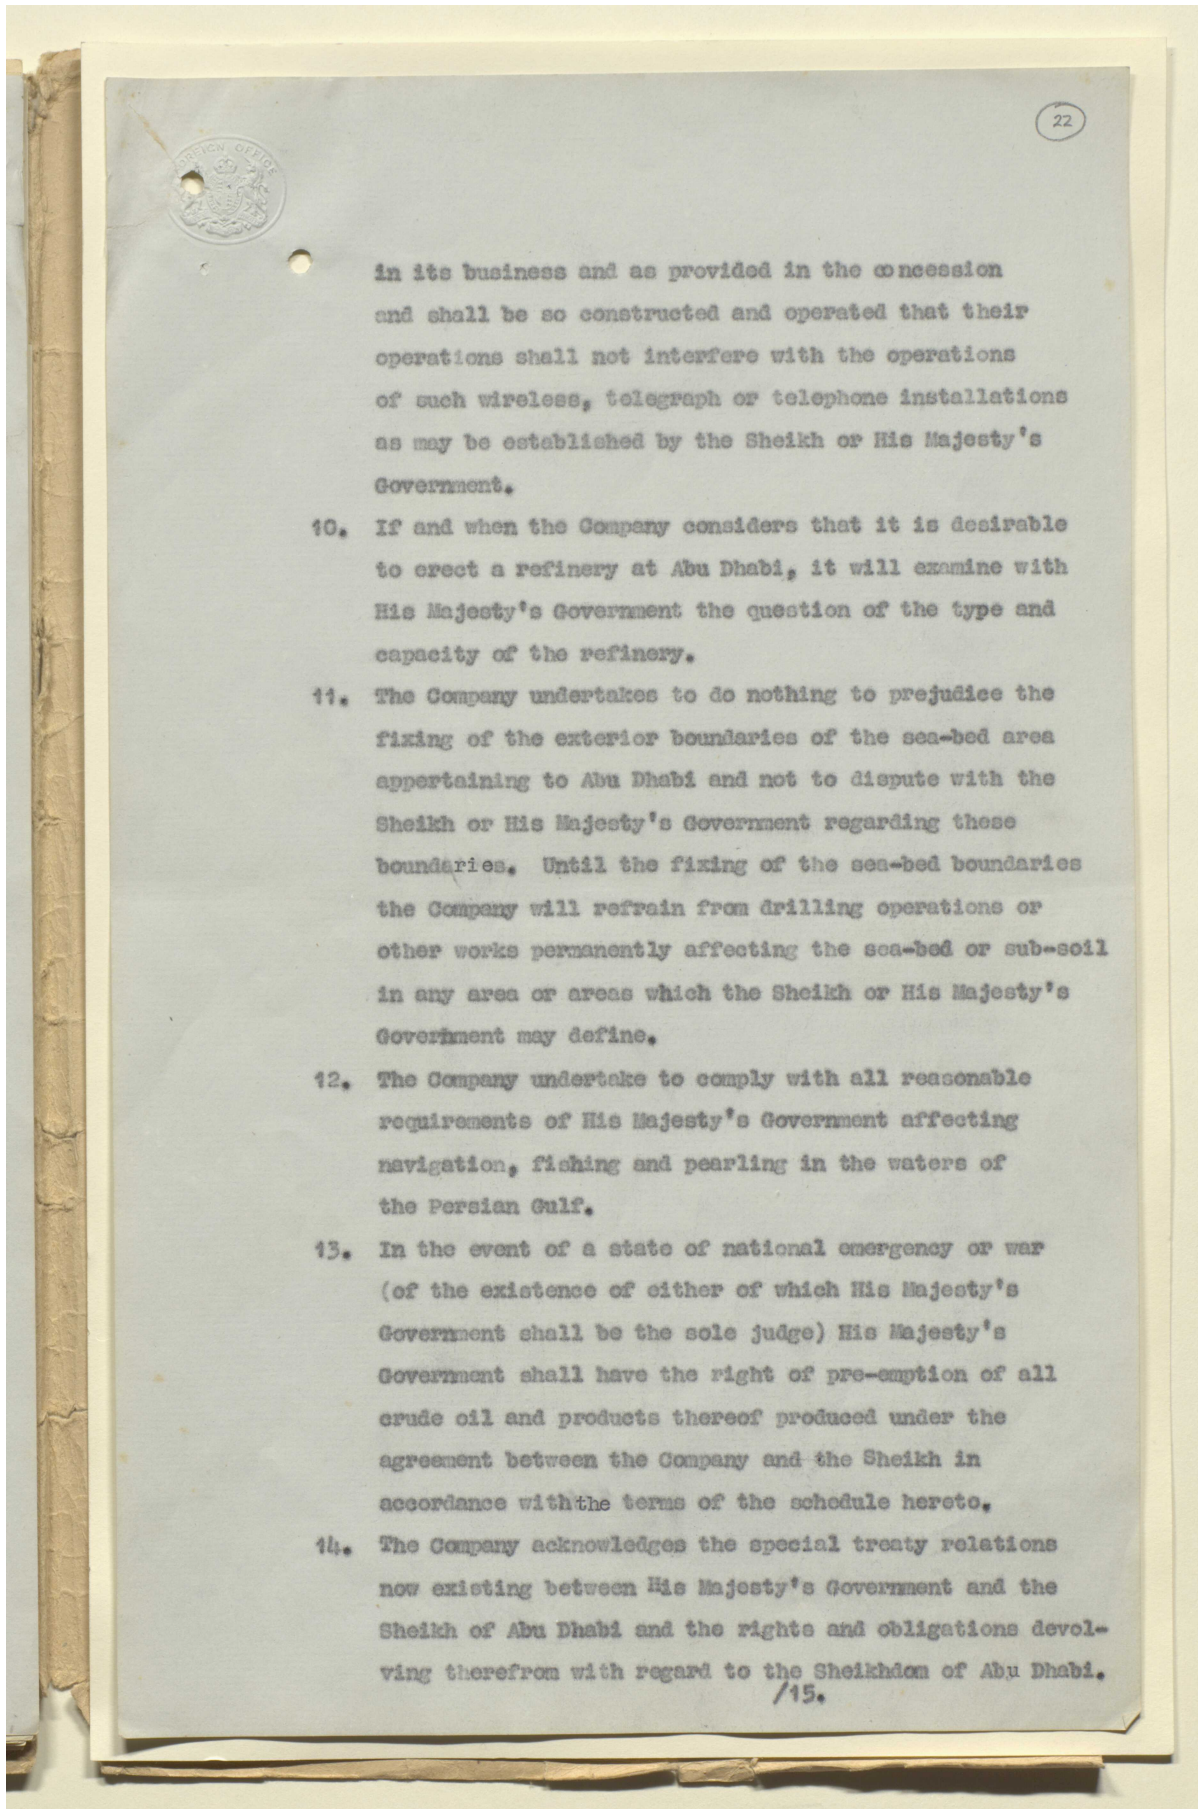 22
FOREIGN OFFICE
in its business and as provided in the concession
and shall be so constructed and operated that their
operations shall not interfere with the operations
of such wireless, telegraph or telephone installations
as may be established by the Sheikh or His Majesty's
Government.
10. If and when the Company considers that it is desirable
to erect a refinery at Abu Dhabi, it will examine with
His Majesty's Government the question of the type and
capacity of the refinery.
11. The Company undertakes to do nothing to prejudice the
fixing of the exterior boundaries of the sea-bed area
appertaining to Abu Dhabi and not to dispute with the
Sheikh or His Majesty's Government regarding these
boundaries. Until the fixing of the sea-bed boundaries
the Company will refrain from drilling operations or
other works permanently affecting the sea-bed or sub-soil
in any area or areas which the Sheikh or His Majesty's
Government may define.
12. The Company undertake to comply with all reasonable
requirements of His Majesty's Government affecting
navigation, fishing and pearling in the waters of
the Persian Gulf.
13. In the event of a state of national emergency or war
(of the existence of either of which His Majesty's
Government shall be the sole judge) His Majesty's
Government shall have the right of pre-emption of all
crude oil and products thereof produced under the
agreement between the Company and the Sheikh in
accordance with the terms of the schedule hereto.
14. The Company acknowledges the special treaty relations
now existing between His Majesty's Government and the
Sheikh of Abu Dhabi and the rights and obligations devol-
ving therefrom with regard to the Sheikhdom of Abu Dhabi.
/15.